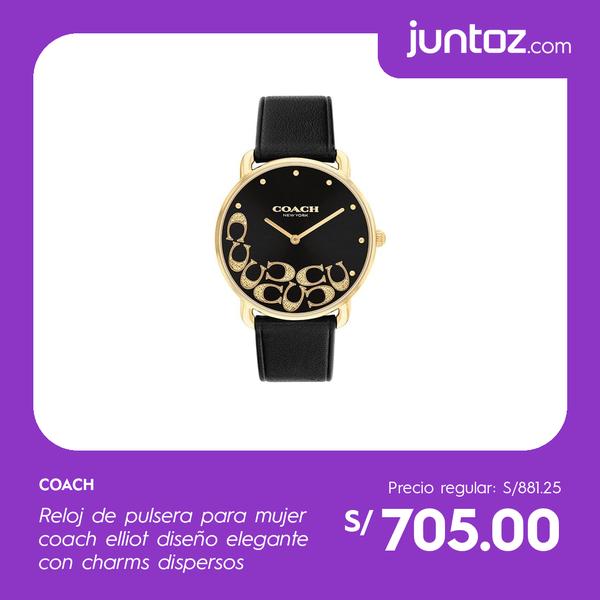 juntoz.com
COACH
NEW YORK
COACH
Reloj de pulsera para mujer
coach elliot diseño elegante
con charms dispersos
Precio regular: S/881.25
S/705.00